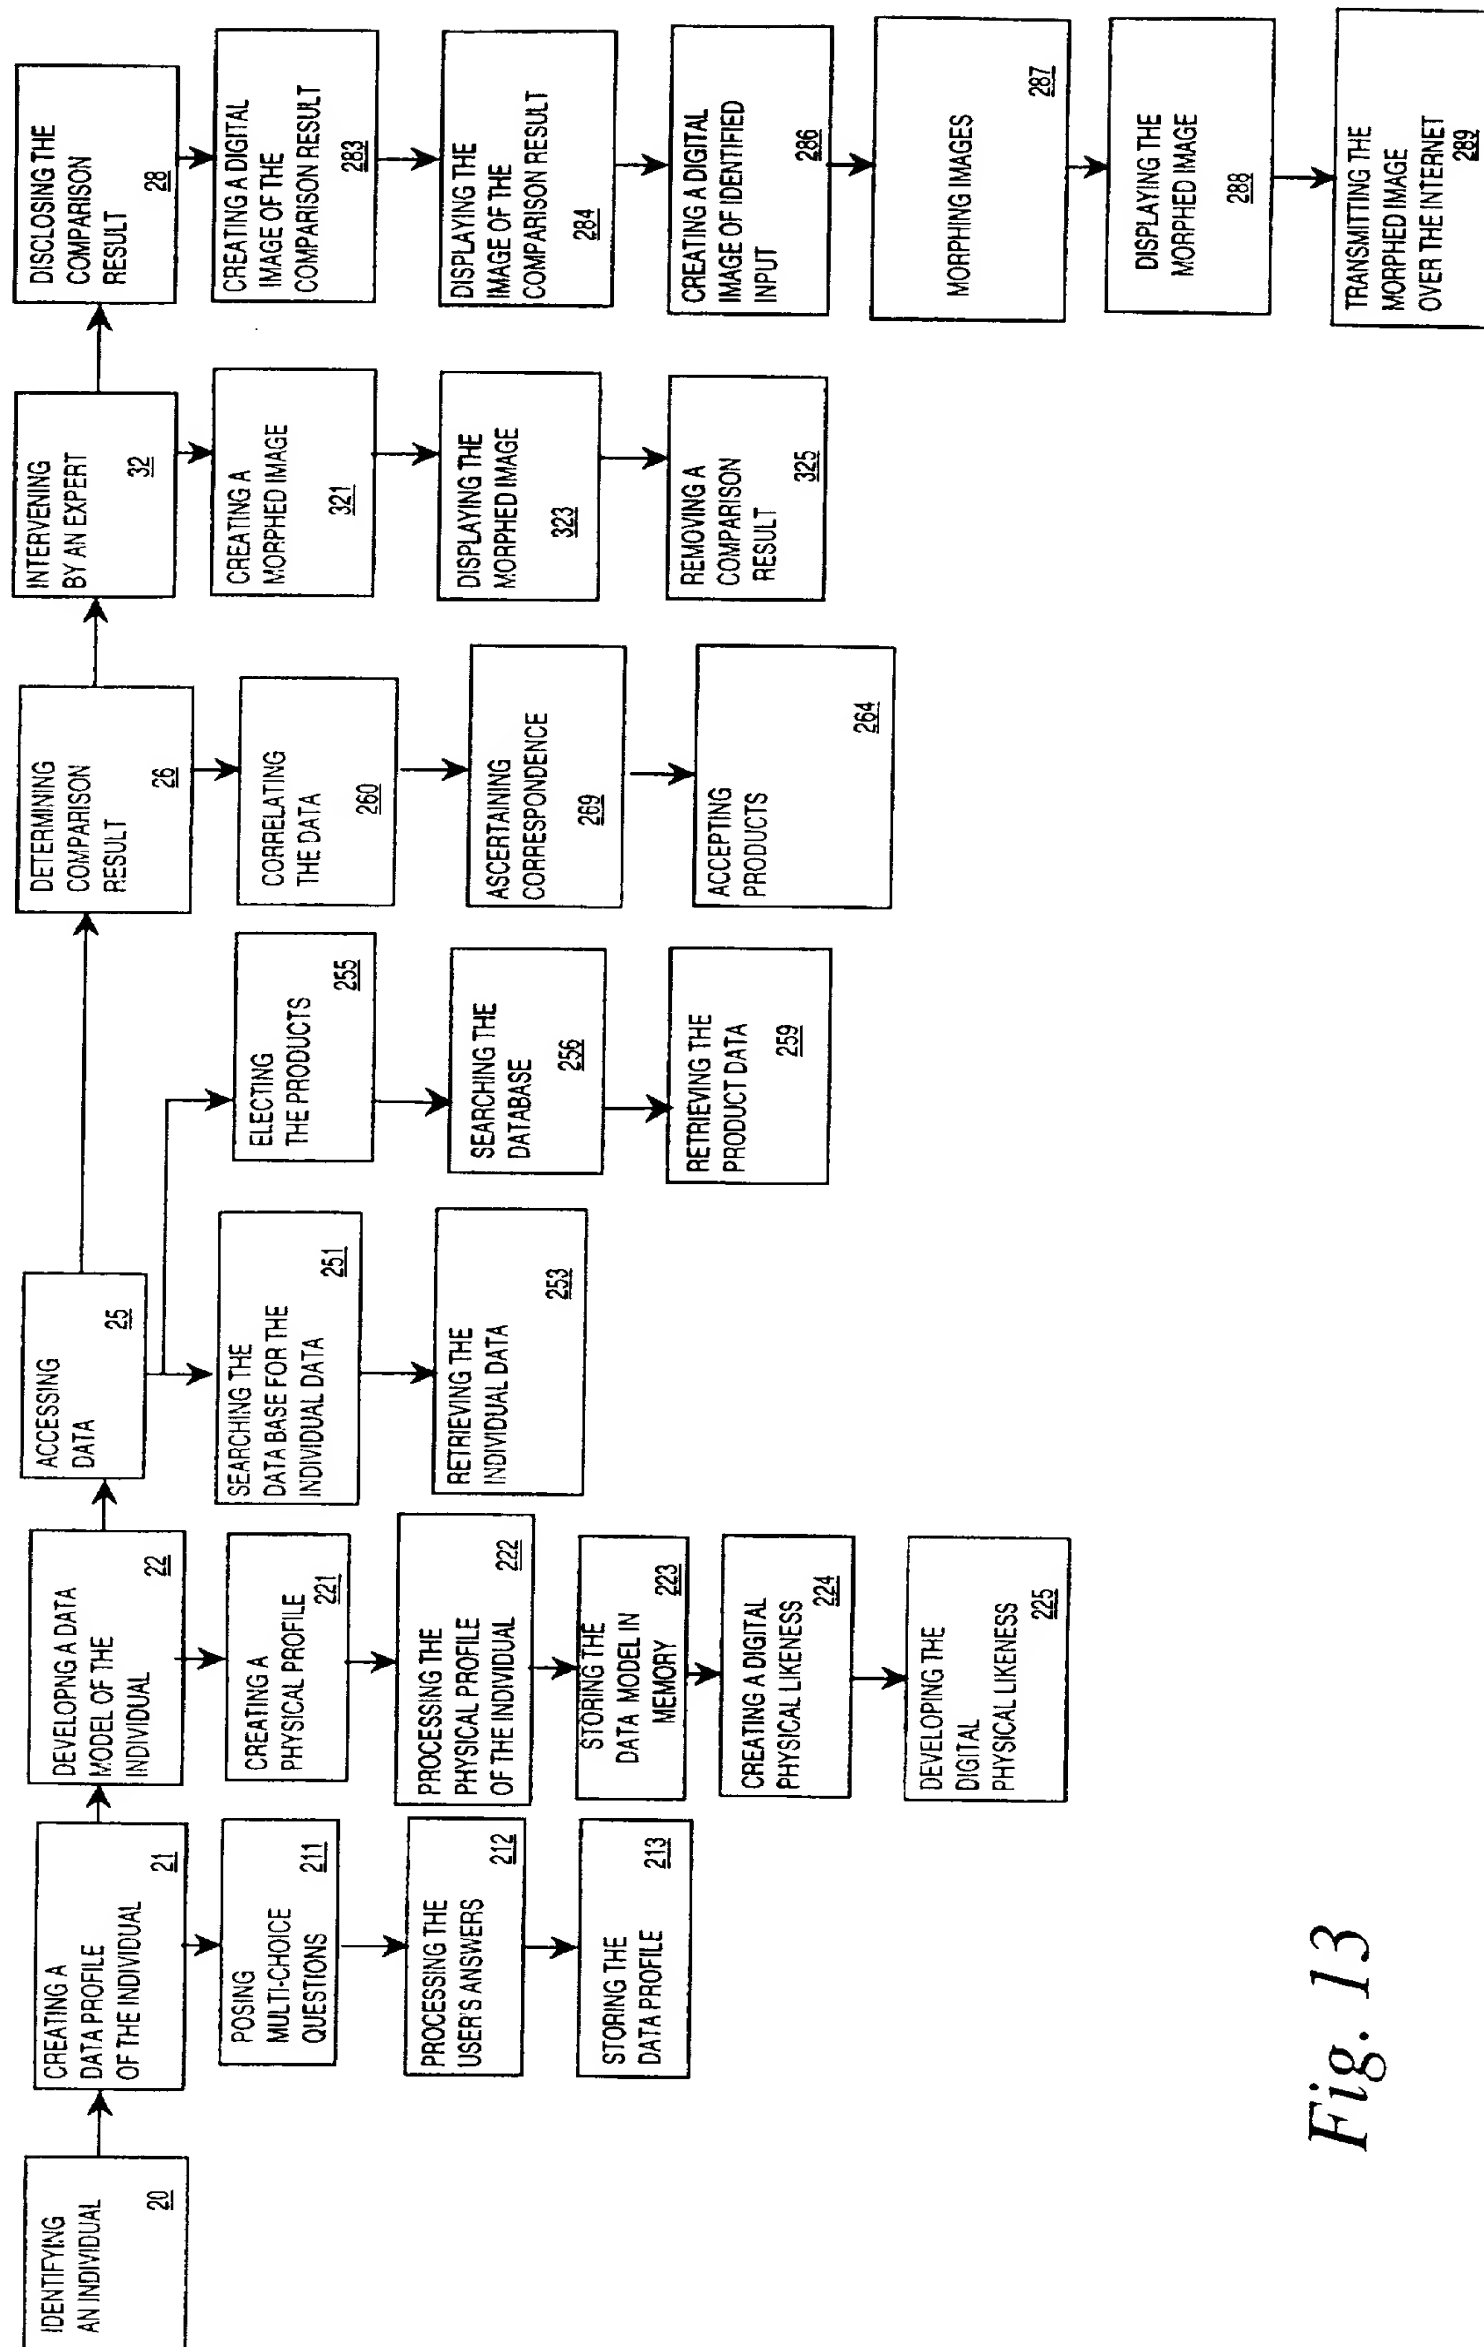 IDENTIFYING
AN INDIVIDUAL
20
CREATING A
DATA PROFILE
OF THE INDIVIDUAL
21
POSING
MULTI-CHOICE
QUESTIONS
211
PROCESSING THE
USER'S ANSWERS
212
STORING THE
DATA PROFILE
213
DEVELOPNG A DATA
MODEL OF THE
INDIVIDUAL
22
CREATING A
PHYSICAL PROFILE
221
PROCESSING THE
PHYSICAL PROFILE
OF THE INDIVIDUAL
222
STORING THE
DATA MODEL IN
MEMORY
223
CREATING A DIGITAL
PHYSICAL LIKENESS
224
DEVELOPING THE
DIGITAL
PHYSICAL LIKENESS
225
ACCESSING
DATA
25
SEARCHING THE
DATA BASE FOR THE
INDIVIDUAL DATA
251
RETRIEVING THE
INDIVIDUAL DATA
253
ELECTING
THE PRODUCTS
255
SEARCHING THE
DATABASE
256
RETRIEVING THE
PRODUCT DATA
259
DETERMINING
COMPARISON
RESULT
26
CORRELATING
THE DATA
260
ASCERTAINING
CORRESPONDENCE
269
ACCEPTING
PRODUCTS
264
INTERVENING
BY AN EXPERT
32
CREATING A
MORPHED IMAGE
321
DISPLAYING THE
MORPHED IMAGE
323
REMOVING A
COMPARISON
RESULT
325
DISCLOSING THE
COMPARISON
RESULT
28
CREATING A DIGITAL
IMAGE OF THE
COMPARISON RESULT
283
DISPLAYING THE
IMAGE OF THE
COMPARISON RESULT
284
CREATING A DIGITAL
IMAGE OF IDENTIFIED
INPUT
286
MORPHING IMAGES
287
DISPLAYING THE
MORPHED IMAGE
288
TRANSMITTING THE
MORPHED IMAGE
OVER THE INTERNET
289
Fig. 13